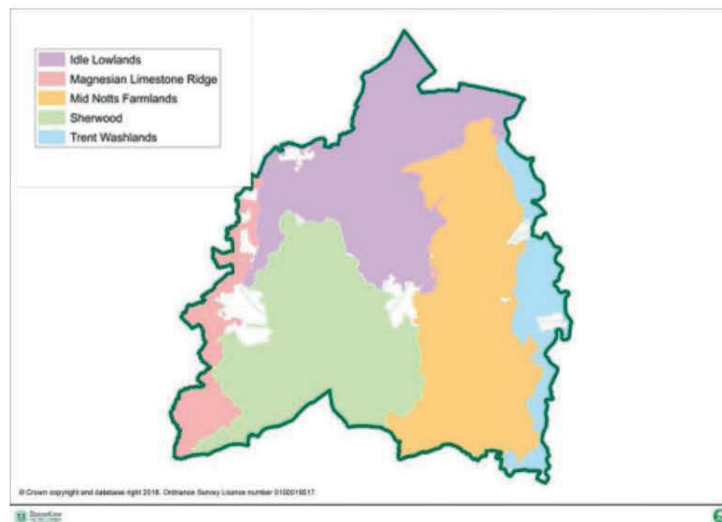 Idle Lowlands
Magnesian Limestone Ridge
Mid Notts Farmlands
Sherwood
Trent Washlands
© Crown copyright and database right 2018. Ordnance Survey Licence number 0100019517